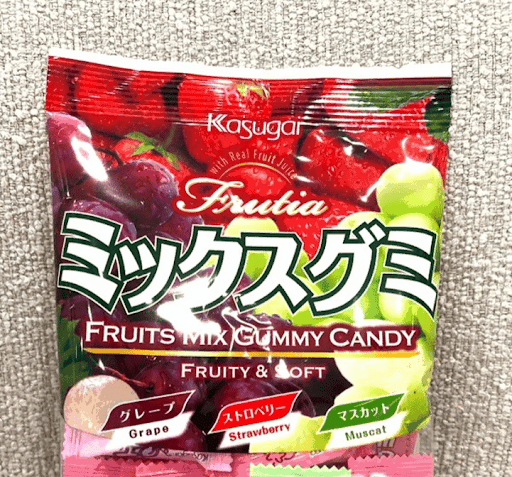 Kasugai
With Real Fruit Juice
Frutia
ミックスグミ
FRUITS MIX GUMMY CANDY
FRUITY & SOFT
グレープ
Grape
ストロベリー
Strawberry
マスカット
Muscat